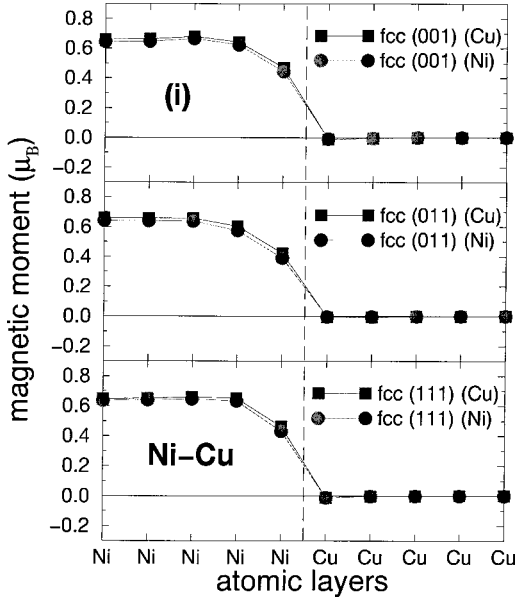 magnetic moment (μB)
0.8
0.6
0.4
0.2
0.0
−0.2
fcc (001) (Cu)
fcc (001) (Ni)
(i)
0.8
0.6
0.4
0.2
0.0
−0.2
fcc (011) (Cu)
fcc (011) (Ni)
0.8
0.6
0.4
0.2
0.0
−0.2
fcc (111) (Cu)
fcc (111) (Ni)
Ni−Cu
Ni Ni Ni Ni Ni Cu Cu Cu Cu Cu
atomic layers